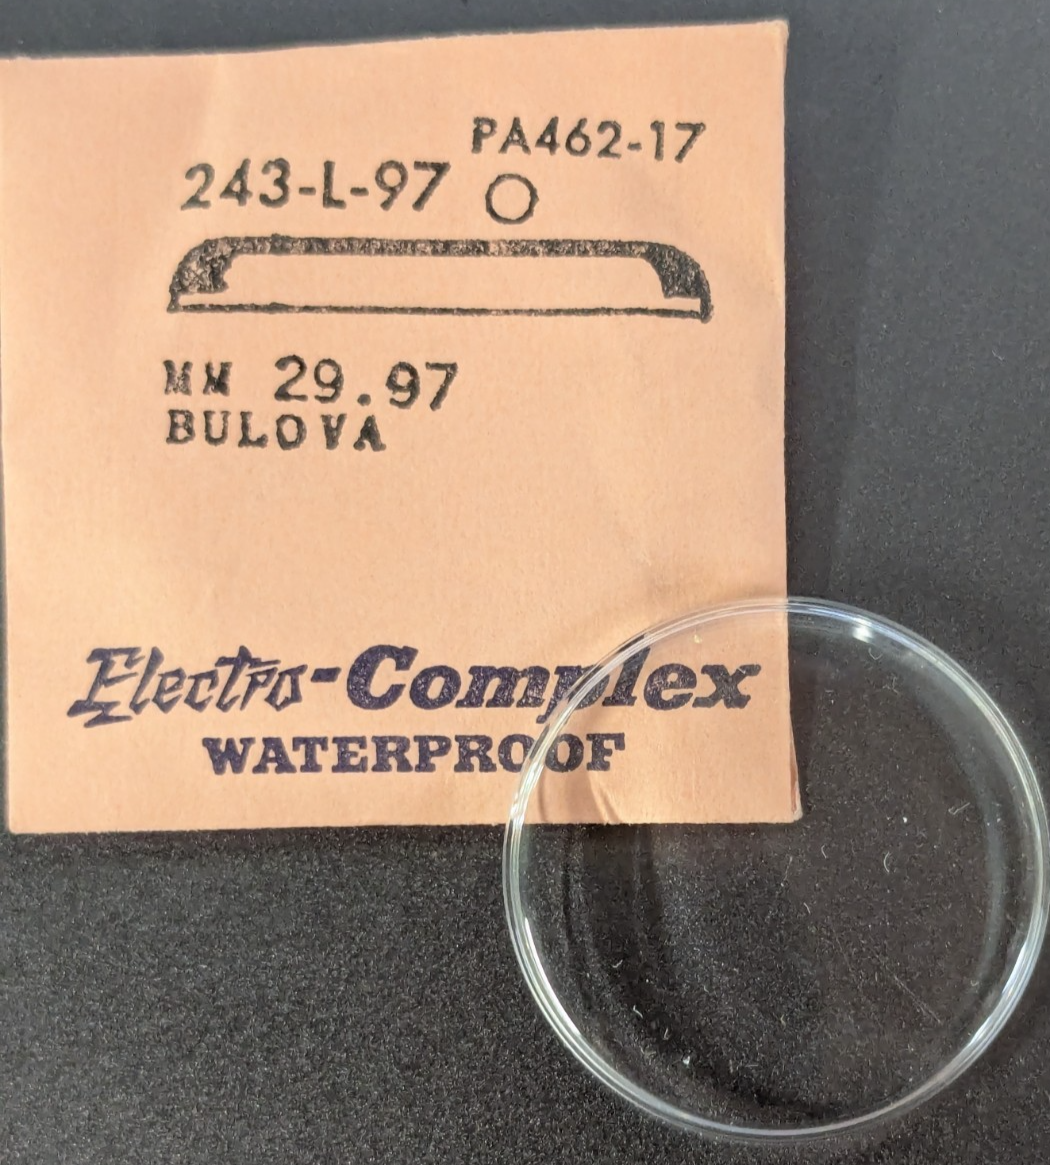 PA462-17
243-L-97
MM 29.97
BULOVA
Electro-Complex
WATERPROOF